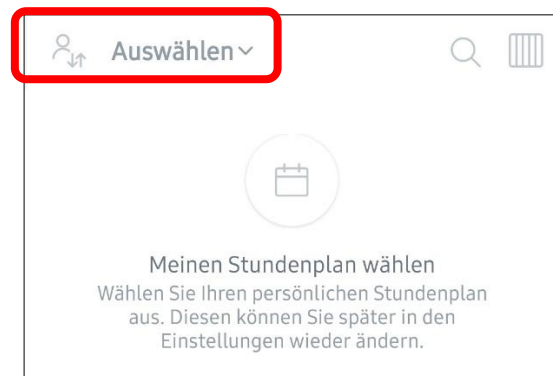 Auswählen
Meinen Stundenplan wählen
Wählen Sie Ihren persönlichen Stundenplan
aus. Diesen können Sie später in den
Einstellungen wieder ändern.